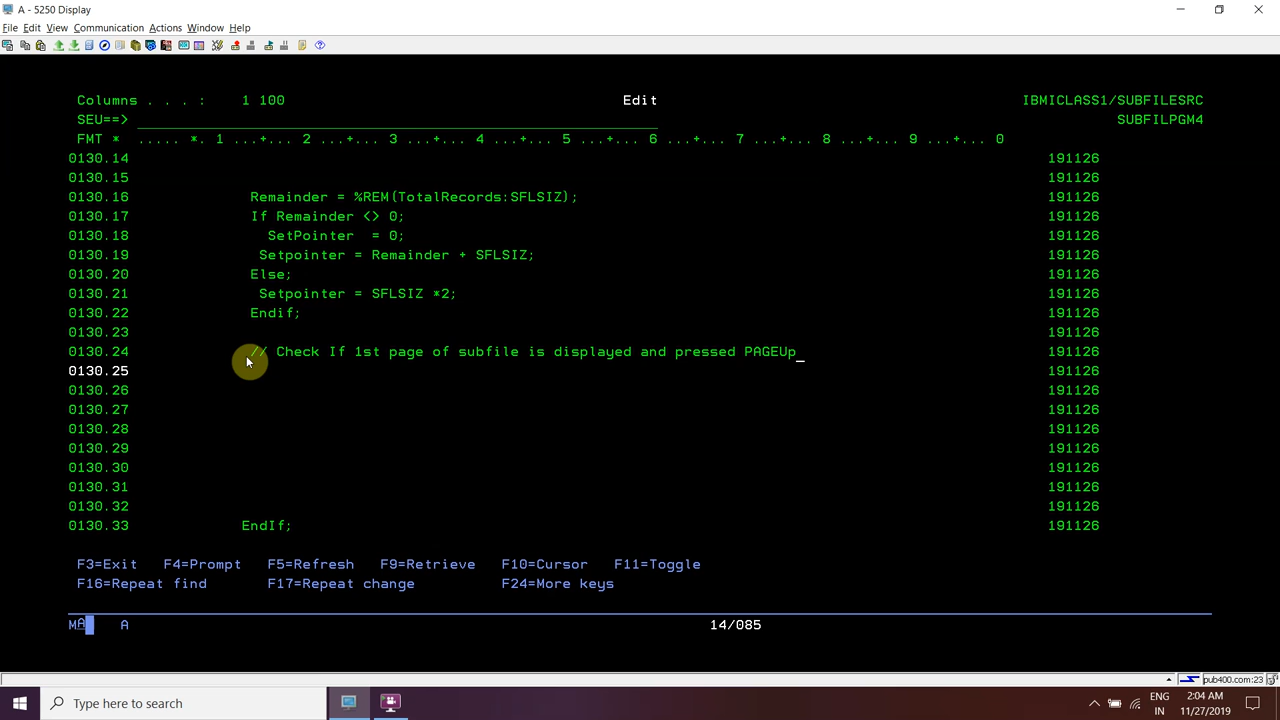 A - 5250 Display
File Edit View Communication Actions Window Help
Columns . . . : 1 100 Edit IBMICLASS1/SUBFILESRC
SEU==> SUBFILPGM4
FMT * ..... *. 1 ...+... 2 ...+... 3 ...+... 4 ...+... 5 ...+... 6 ...+... 7 ...+... 8 ...+... 9 ...+... 0
0130.14 191126
0130.15 191126
0130.16 Remainder = %REM(TotalRecords:SFLSIZ); 191126
0130.17 If Remainder <> 0; 191126
0130.18 SetPointer = 0; 191126
0130.19 Setpointer = Remainder + SFLSIZ; 191126
0130.20 Else; 191126
0130.21 Setpointer = SFLSIZ *2; 191126
0130.22 Endif; 191126
0130.23 191126
0130.24 // Check If 1st page of subfile is displayed and pressed PAGEUp_ 191126
0130.25 191126
0130.26 191126
0130.27 191126
0130.28 191126
0130.29 191126
0130.30 191126
0130.31 191126
0130.32 191126
0130.33 EndIf; 191126
F3=Exit F4=Prompt F5=Refresh F9=Retrieve F10=Cursor F11=Toggle
F16=Repeat find F17=Repeat change F24=More keys
MA A 14/085
pub400.com:23
Type here to search
ENG 2:04 AM
IN 11/27/2019